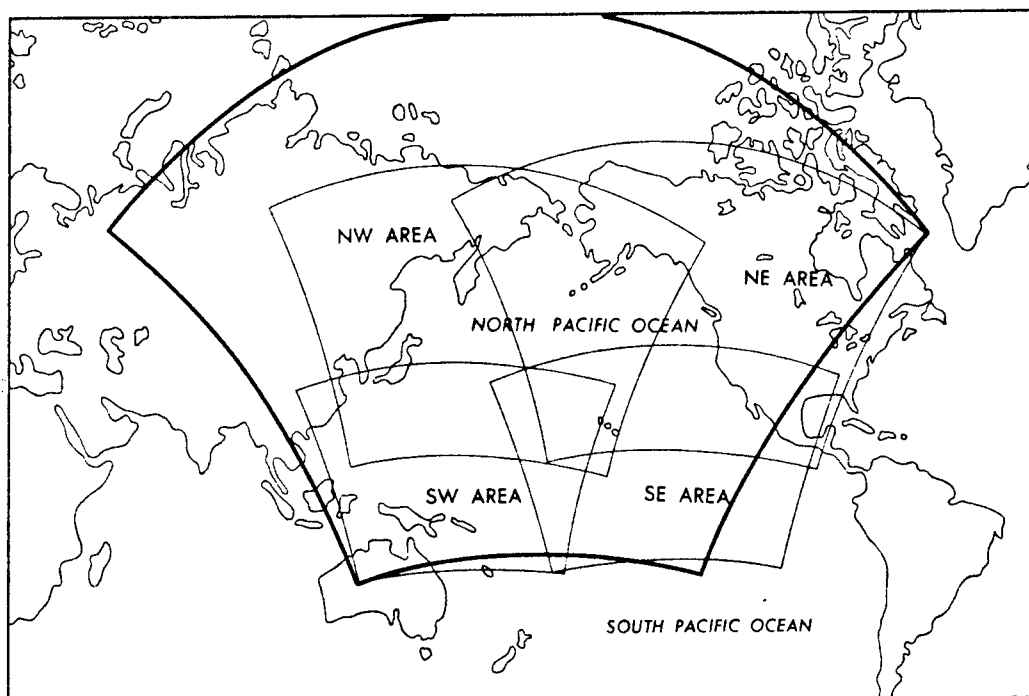 NW AREA
NE AREA
NORTH PACIFIC OCEAN
SW AREA
SE AREA
SOUTH PACIFIC OCEAN